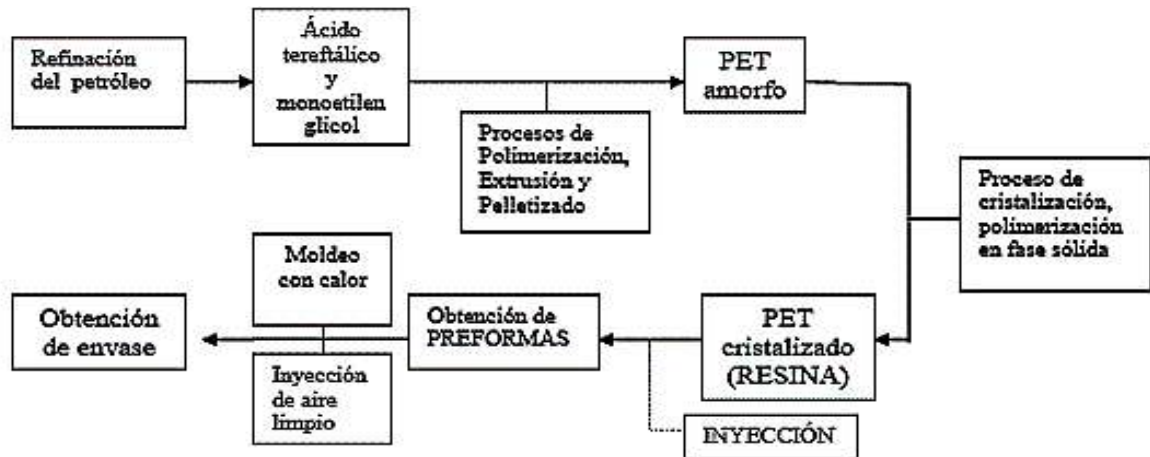 Refinación
del petróleo
Ácido
tereftálico
y
monoetilen
glicol
Procesos de
Polimerización,
Extrusión y
Pelletizado
PET
amorfo
Proceso de
cristalización,
polimerización
en fase sólida
PET
cristalizado
(RESINA)
INYECCIÓN
Obtención de
PREFORMAS
Moldeo
con calor
Inyección
de aire
limpio
Obtención
de envase